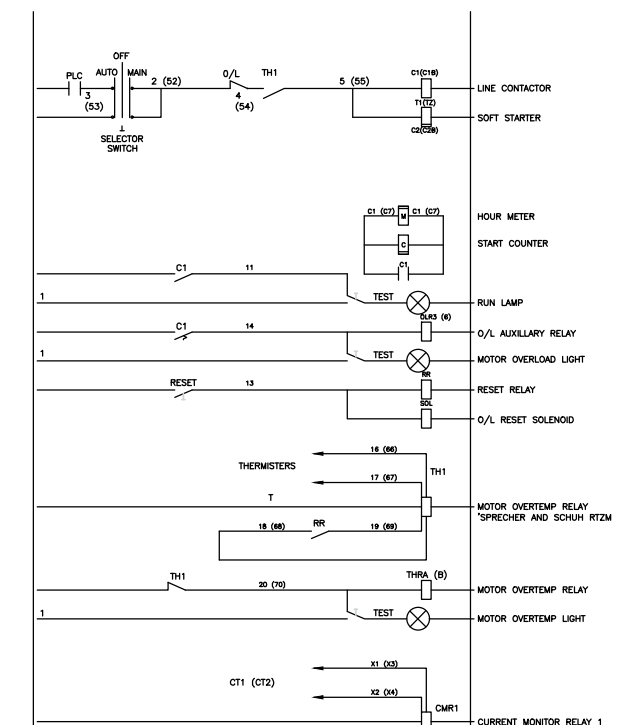 OFF
PLC AUTO MAIN 2 (52) O/L TH1 5 (55) C1(C1B)
LINE CONTACTOR
3 4 T1(TZ)
(53) (54)
SOFT STARTER
C2(C2B)
SELECTOR
SWITCH
C1 (C7) M C1 (C7) HOUR METER
C START COUNTER
C1 11 C1
1 TEST RUN LAMP
OLR3 (6)
C1 14 O/L AUXILLARY RELAY
1 TEST MOTOR OVERLOAD LIGHT
RR
RESET 13 RESET RELAY
SOL
O/L RESET SOLENOID
16 (66)
THERMISTERS TH1
17 (67)
T MOTOR OVERTEMP RELAY
"SPRECHER AND SCHUH RTZM
18 (68) RR 19 (69)
TH1 THRA (B)
20 (70) MOTOR OVERTEMP RELAY
1 TEST MOTOR OVERTEMP LIGHT
X1 (X3)
CT1 (CT2)
X2 (X4)
CMR1
CURRENT MONITOR RELAY 1